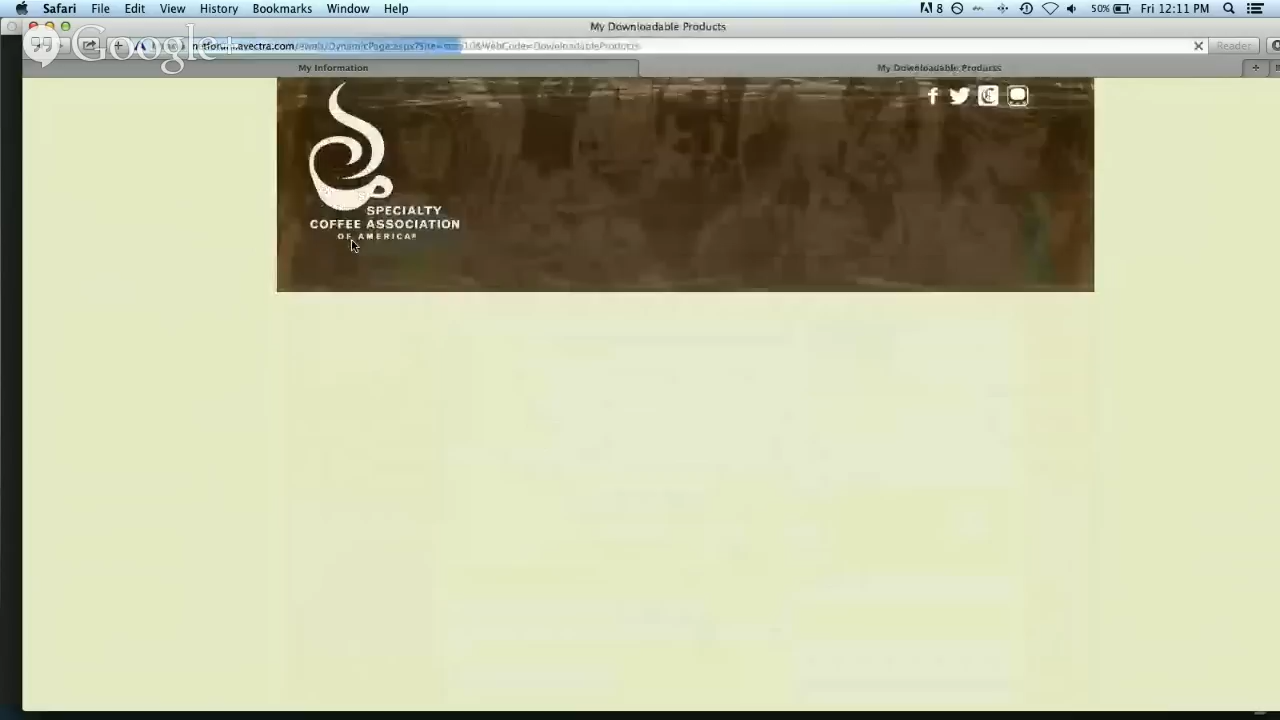 Safari File Edit View History Bookmarks Window Help 8 50% Fri 12:11 PM
My Downloadable Products
Google+
Reader
My Information My Downloadable Products +
SPECIALTY
COFFEE ASSOCIATION
OF AMERICA®